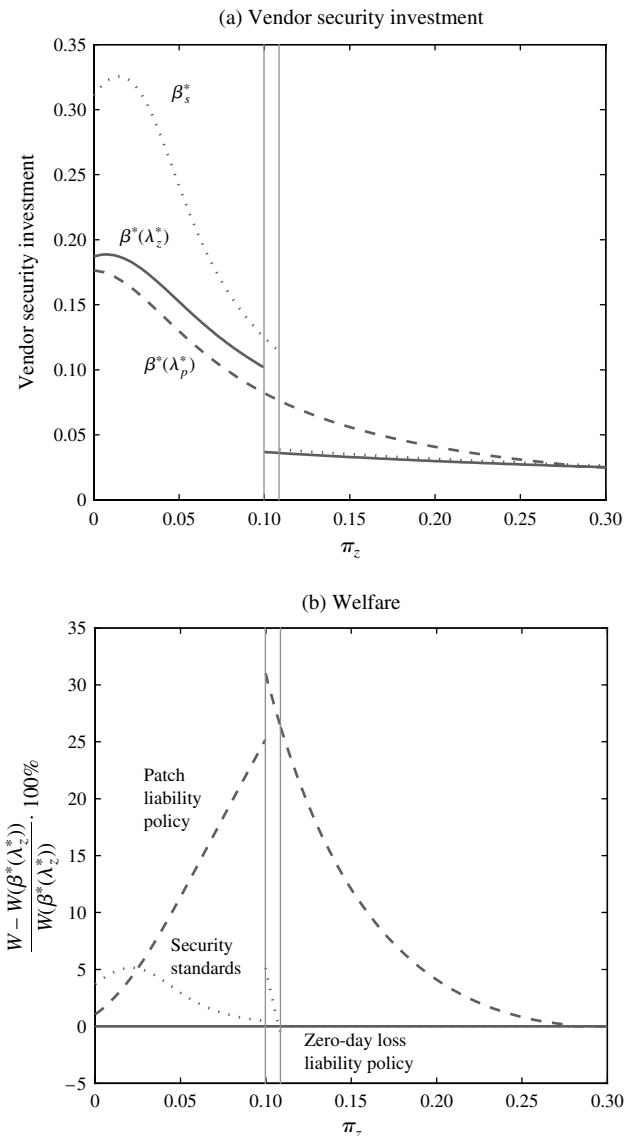 (a) Vendor security investment
0.35
0.30
0.25
0.20
0.15
0.10
0.05
0
Vendor security investment
β*s
β*(λ*z)
β*(λ*p)
0
0.05
0.10
0.15
0.20
0.25
0.30
πz
(b) Welfare
35
30
25
20
15
10
5
0
−5
W − W(β*(λ*z))
W(β*(λ*z))
· 100%
Patch
liability
policy
Security
standards
Zero-day loss
liability policy
0
0.05
0.10
0.15
0.20
0.25
0.30
πz